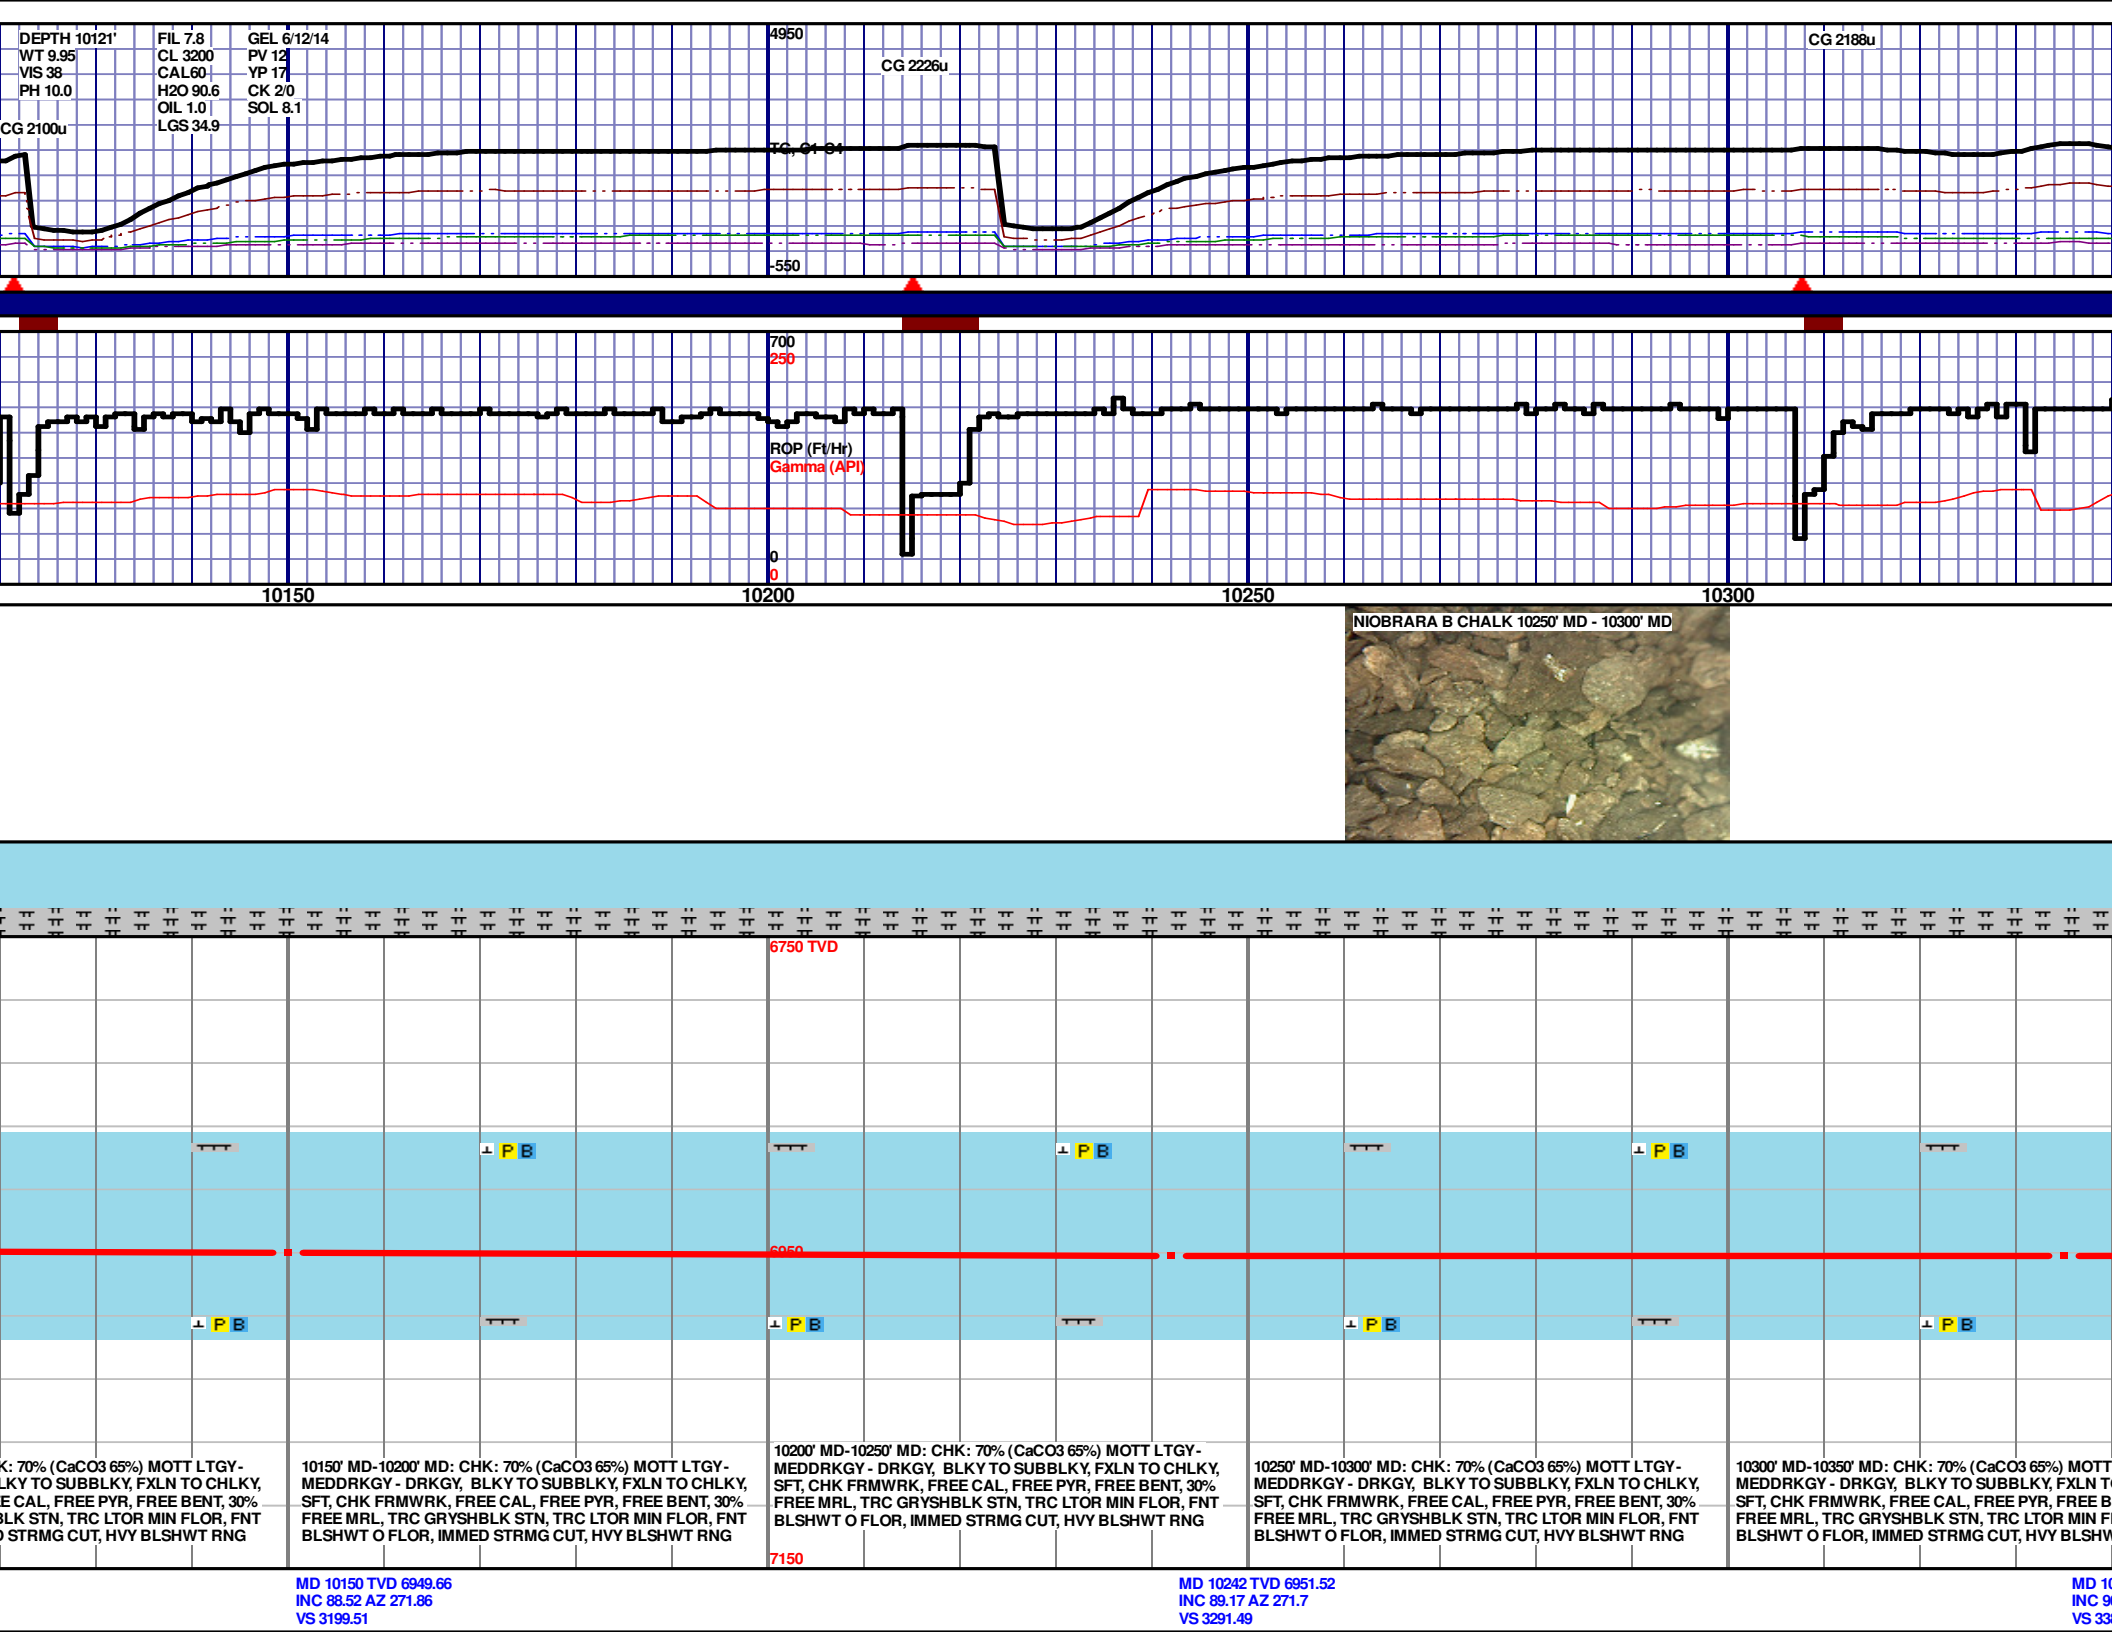 DEPTH 10121' FIL 7.8 GEL 6/12/14
WT 9.95 CL 3200 PV 12
VIS 38 CAL60 YP 17
PH 10.0 H2O 90.6 CK 2/0
OIL 1.0 SOL 8.1
LGS 34.9
CG 2100u
4950
CG 2226u
CG 2188u
TG, C1-C4
-550
700
250
ROP (Ft/Hr)
Gamma (API)
0
0
10150 10200 10250 10300
NIOBRARA B CHALK 10250' MD - 10300' MD
6750 TVD
P B P B P B
6950
P B P B P B P B
K: 70% (CaCO3 65%) MOTT LTGY-
LKY TO SUBBLKY, FXLN TO CHLKY,
E CAL, FREE PYR, FREE BENT, 30%
BLK STN, TRC LTOR MIN FLOR, FNT
O STRMG CUT, HVY BLSHWT RNG
10150' MD-10200' MD: CHK: 70% (CaCO3 65%) MOTT LTGY-
MEDDRKGY - DRKGY, BLKY TO SUBBLKY, FXLN TO CHLKY,
SFT, CHK FRMWRK, FREE CAL, FREE PYR, FREE BENT, 30%
FREE MRL, TRC GRYSHBLK STN, TRC LTOR MIN FLOR, FNT
BLSHWT O FLOR, IMMED STRMG CUT, HVY BLSHWT RNG
10200' MD-10250' MD: CHK: 70% (CaCO3 65%) MOTT LTGY-
MEDDRKGY - DRKGY, BLKY TO SUBBLKY, FXLN TO CHLKY,
SFT, CHK FRMWRK, FREE CAL, FREE PYR, FREE BENT, 30%
FREE MRL, TRC GRYSHBLK STN, TRC LTOR MIN FLOR, FNT
BLSHWT O FLOR, IMMED STRMG CUT, HVY BLSHWT RNG
10250' MD-10300' MD: CHK: 70% (CaCO3 65%) MOTT LTGY-
MEDDRKGY - DRKGY, BLKY TO SUBBLKY, FXLN TO CHLKY,
SFT, CHK FRMWRK, FREE CAL, FREE PYR, FREE BENT, 30%
FREE MRL, TRC GRYSHBLK STN, TRC LTOR MIN FLOR, FNT
BLSHWT O FLOR, IMMED STRMG CUT, HVY BLSHWT RNG
10300' MD-10350' MD: CHK: 70% (CaCO3 65%) MOTT
MEDDRKGY - DRKGY, BLKY TO SUBBLKY, FXLN T
SFT, CHK FRMWRK, FREE CAL, FREE PYR, FREE B
FREE MRL, TRC GRYSHBLK STN, TRC LTOR MIN F
BLSHWT O FLOR, IMMED STRMG CUT, HVY BLSHW
7150
MD 10150 TVD 6949.66
INC 88.52 AZ 271.86
VS 3199.51
MD 10242 TVD 6951.52
INC 89.17 AZ 271.7
VS 3291.49
MD 10
INC 9
VS 33